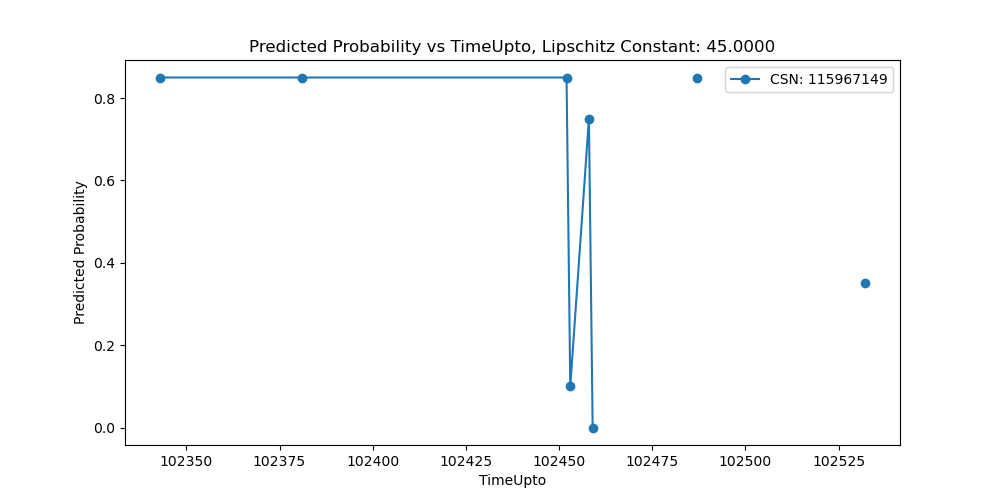 Predicted Probability vs TimeUpto, Lipschitz Constant: 45.0000
CSN: 115967149
Predicted Probability
0.8
0.6
0.4
0.2
0.0
102350 102375 102400 102425 102450 102475 102500 102525
TimeUpto